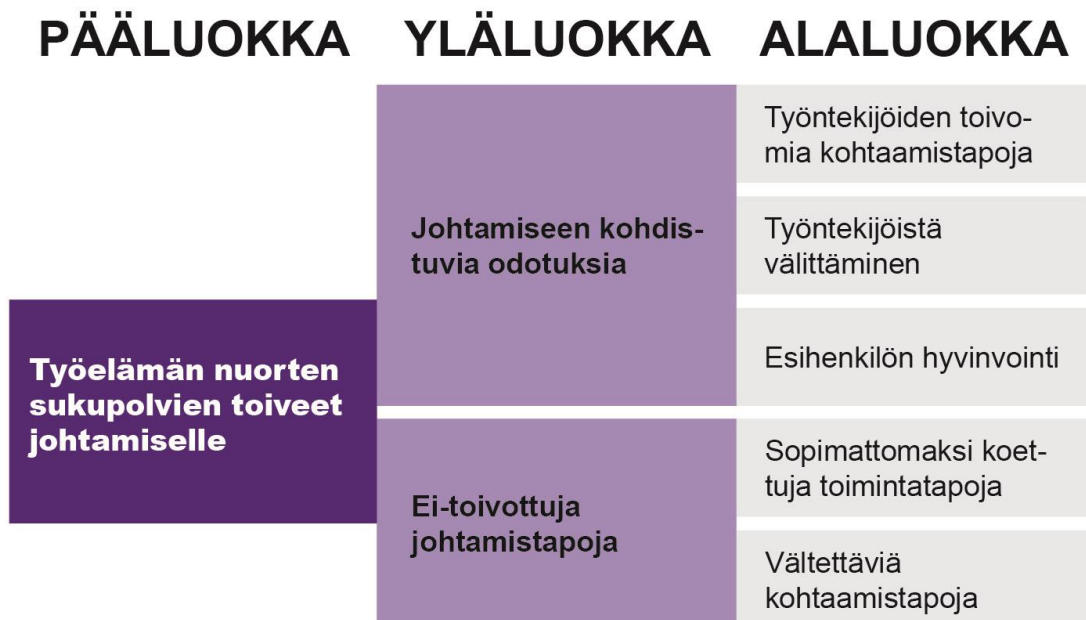 PÄÄLUOKKA YLÄLUOKKA ALALUOKKA
Työelämän nuorten
sukupolvien toiveet
johtamiselle
Johtamiseen kohdis-
tuvia odotuksia
Työntekijöiden toivo-
mia kohtaamistapoja
Työntekijöistä
välittäminen
Esihenkilön hyvinvointi
Ei-toivottuja
johtamistapoja
Sopimattomaksi koet-
tuja toimintatapoja
Vältettäviä
kohtaamistapoja